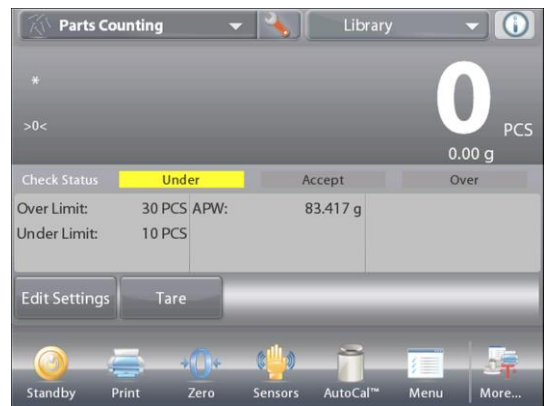 Parts Counting Library
*
0 PCS
>0<
0.00 g
Check Status Under Accept Over
Over Limit: 30 PCS APW: 83.417 g
Under Limit: 10 PCS
Edit Settings Tare
Standby Print Zero Sensors AutoCal™ Menu More...